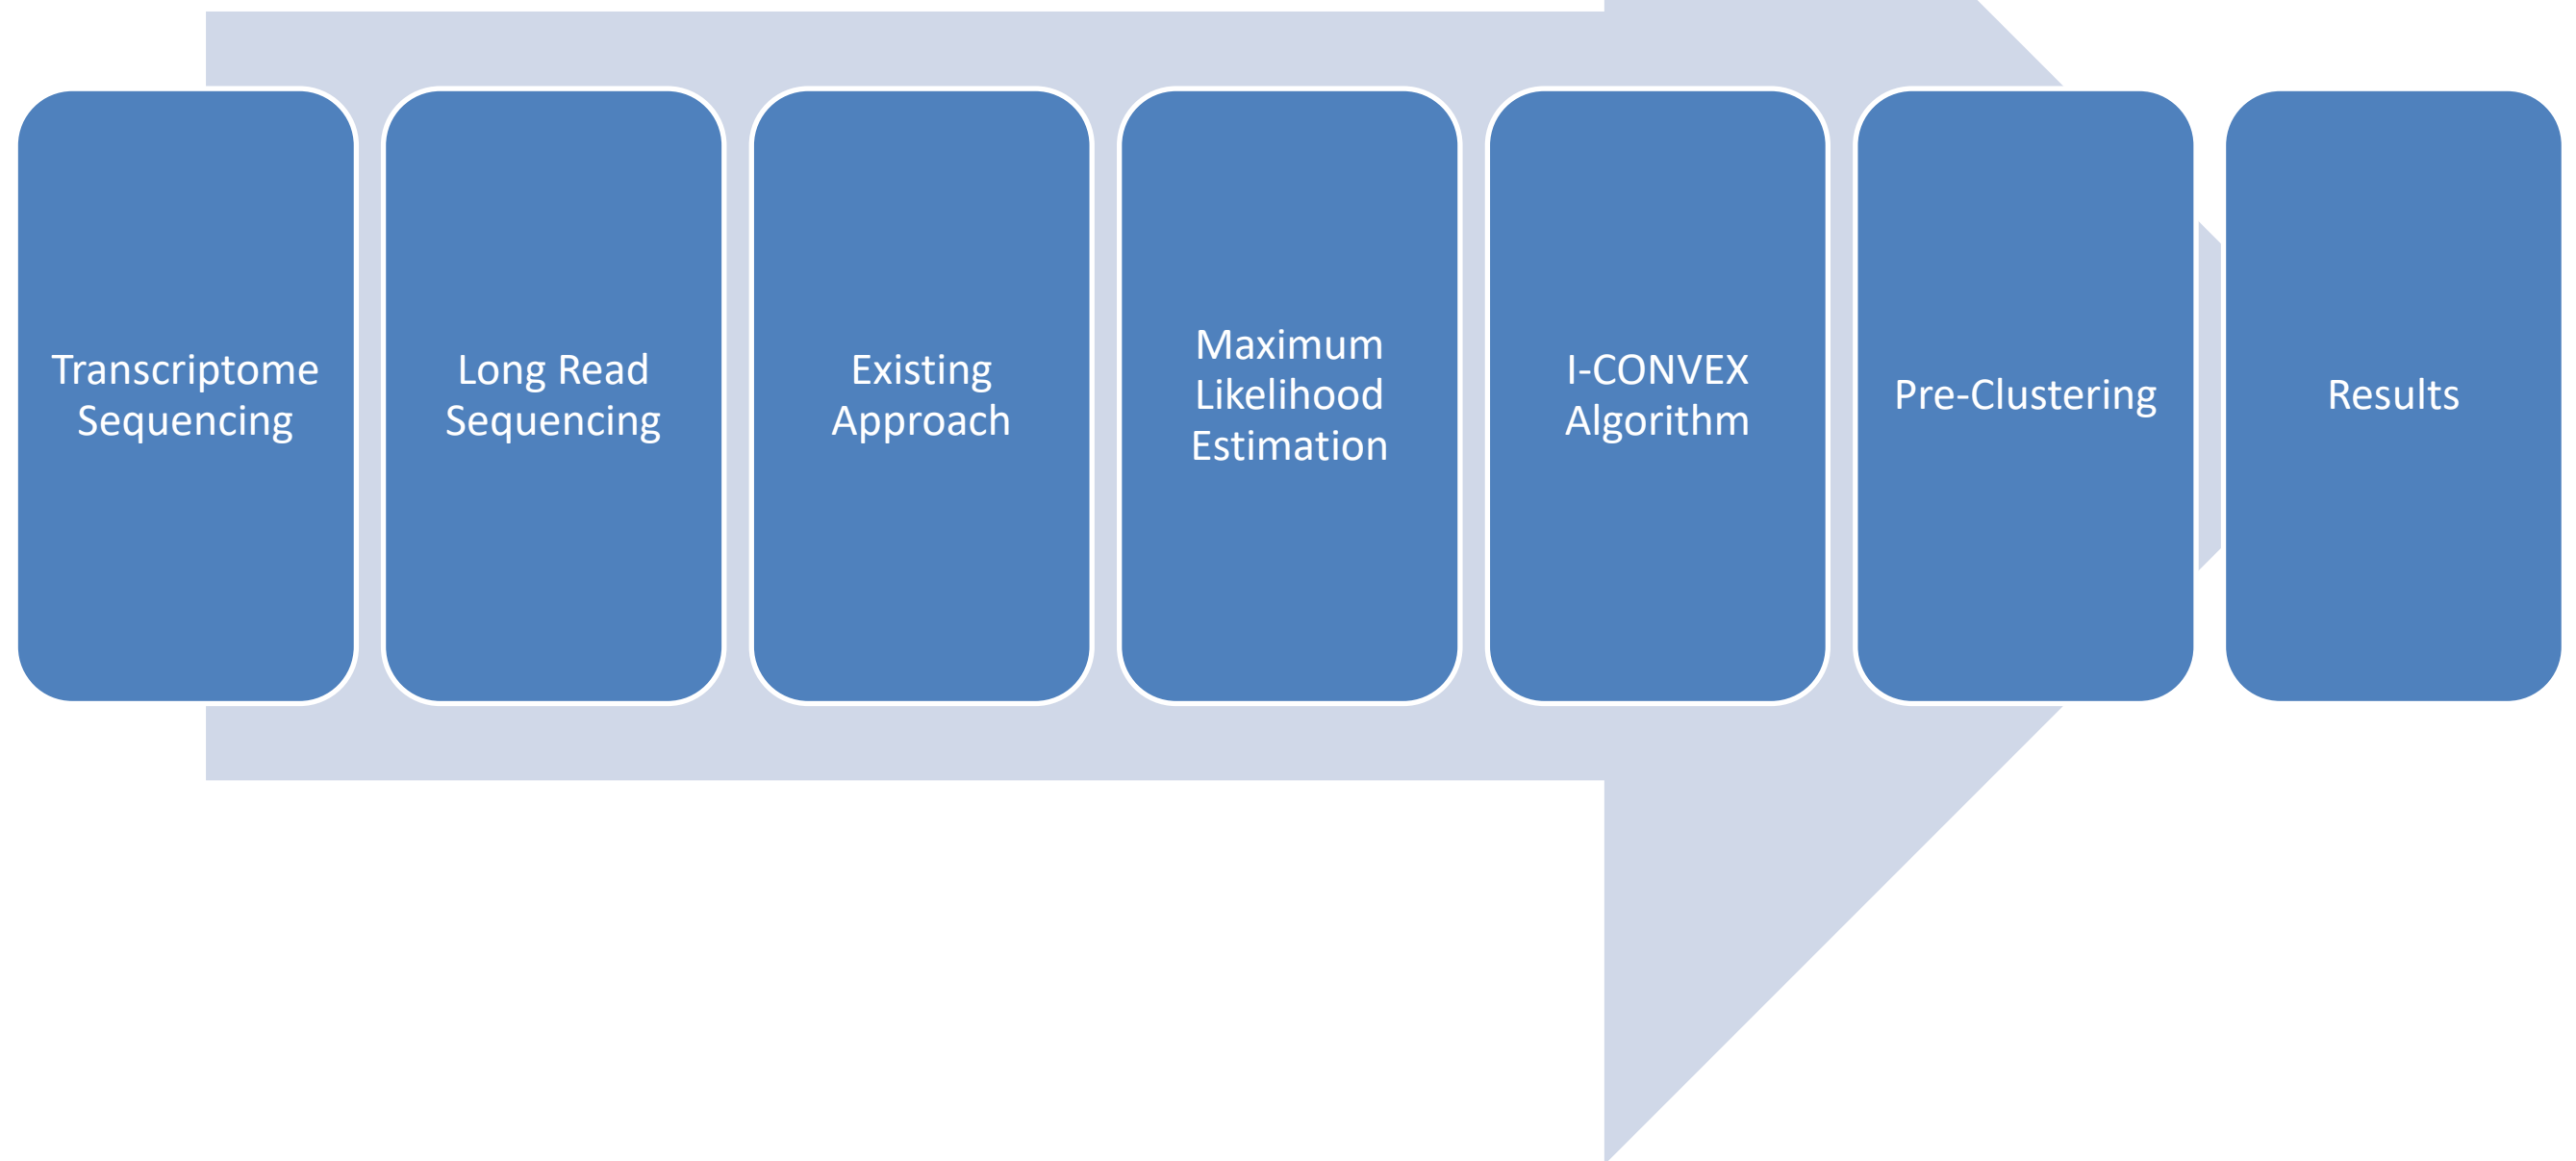 Transcriptome
Sequencing
Long Read
Sequencing
Existing
Approach
Maximum
Likelihood
Estimation
I-CONVEX
Algorithm
Pre-Clustering
Results